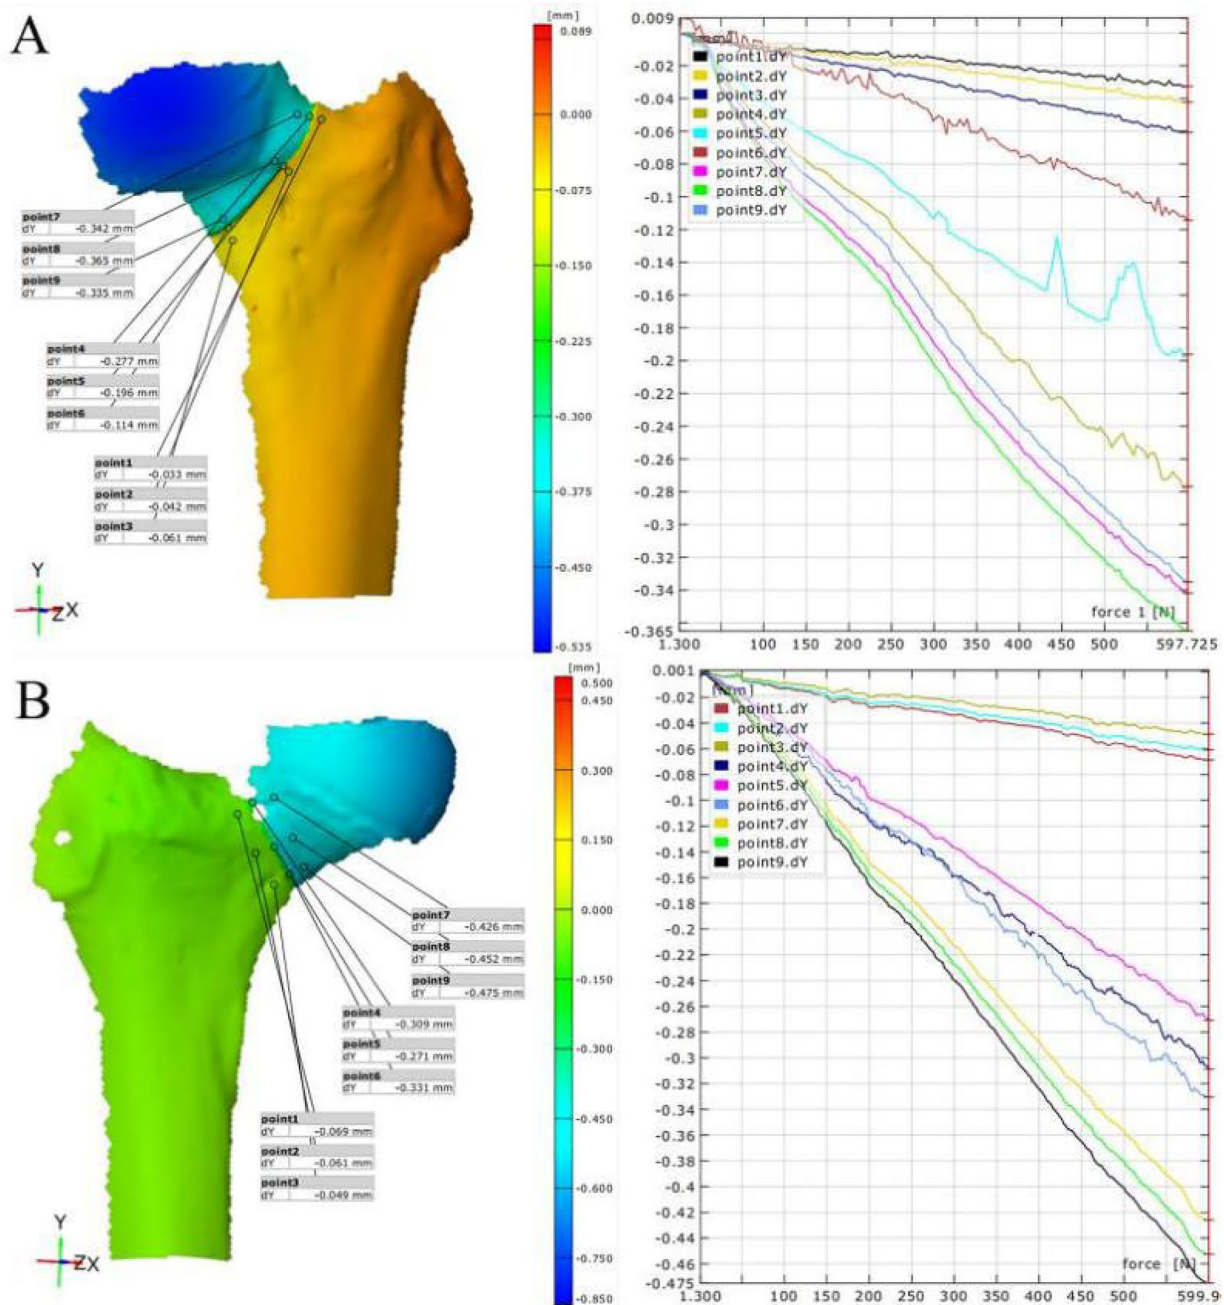 A
[mm]
0.089
0.000
-0.075
-0.150
-0.225
-0.300
-0.375
-0.450
-0.535
point7
dY -0.342 mm
point8
dY -0.365 mm
point9
dY -0.335 mm
point4
dY -0.277 mm
point5
dY -0.196 mm
point6
dY -0.114 mm
point1
dY -0.033 mm
point2
dY -0.042 mm
point3
dY -0.061 mm
Y
ZX
0.009
-0.02
-0.04
-0.06
-0.08
-0.1
-0.12
-0.14
-0.16
-0.18
-0.2
-0.22
-0.24
-0.26
-0.28
-0.3
-0.32
-0.34
-0.365
point1.dY
point2.dY
point3.dY
point4.dY
point5.dY
point6.dY
point7.dY
point8.dY
point9.dY
force 1 [N]
1.300 100 150 200 250 300 350 400 450 500 597.725
B
[mm]
0.500
0.450
0.300
0.150
0.000
-0.150
-0.300
-0.450
-0.600
-0.750
-0.850
point7
dY -0.426 mm
point8
dY -0.452 mm
point9
dY -0.475 mm
point4
dY -0.309 mm
point5
dY -0.271 mm
point6
dY -0.331 mm
point1
dY -0.069 mm
point2
dY -0.061 mm
point3
dY -0.049 mm
Y
ZX
0.001
-0.001
-0.04
-0.06
-0.08
-0.1
-0.12
-0.14
-0.16
-0.18
-0.2
-0.22
-0.24
-0.26
-0.28
-0.3
-0.32
-0.34
-0.36
-0.38
-0.4
-0.42
-0.44
-0.46
-0.475
[mm]
point1.dY
point2.dY
point3.dY
point4.dY
point5.dY
point6.dY
point7.dY
point8.dY
point9.dY
force [N]
1.300 100 150 200 250 300 350 400 450 500 599.9